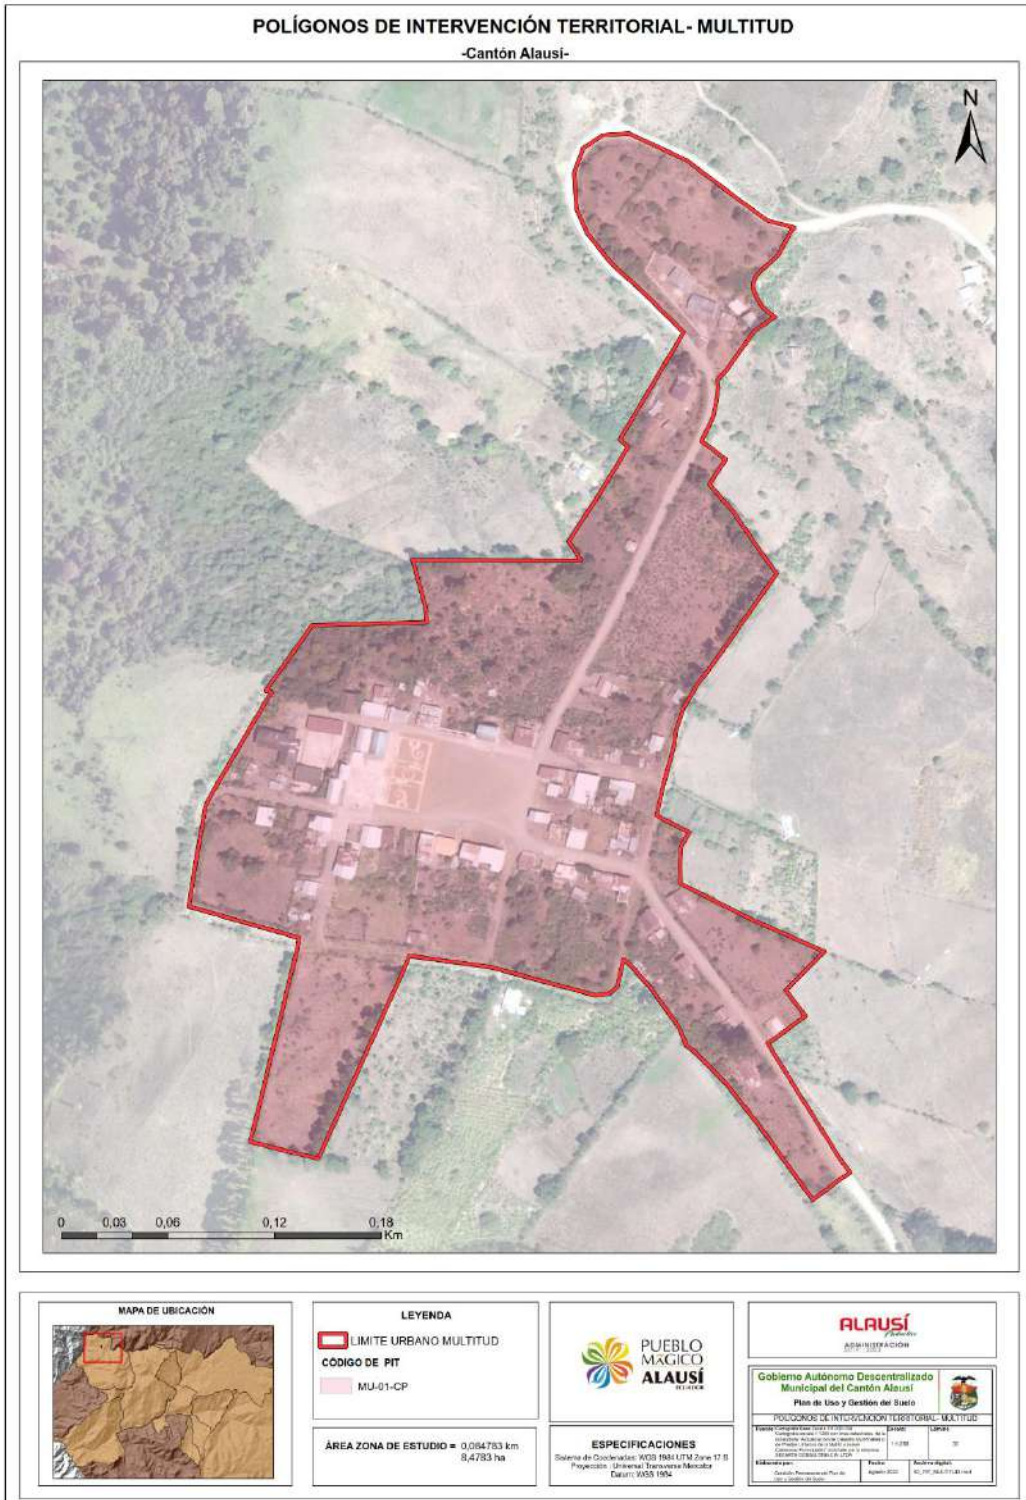 POLÍGONOS DE INTERVENCIÓN TERRITORIAL- MULTITUD
-Cantón Alausí-
N
0 0,03 0,06 0,12 0,18
Km
MAPA DE UBICACIÓN
LEYENDA
LIMITE URBANO MULTITUD
CÓDIGO DE PIT
MU-01-CP
ÁREA ZONA DE ESTUDIO = 0,084783 km
8,4783 ha
PUEBLO
MÁGICO
ALAUSÍ
ECUADOR
ESPECIFICACIONES
Sistema de Coordenadas: WGS 1984 UTM Zone 17 S
Proyección : Universal Transverse Mercator
Datum: WGS 1984
ALAUSÍ
ADMINISTRACIÓN
Gobierno Autónomo Descentralizado
Municipal del Cantón Alausí
Plan de Uso y Gestión del Suelo
POLÍGONOS DE INTERVENCIÓN TERRITORIAL- MULTITUD